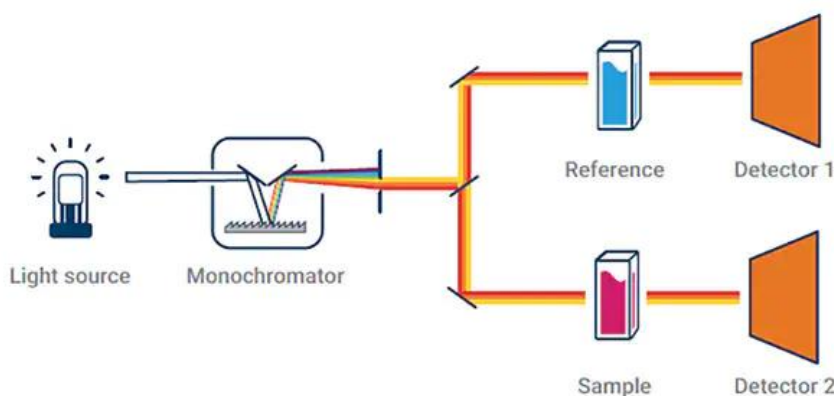 Light source
Monochromator
Reference
Detector 1
Sample
Detector 2